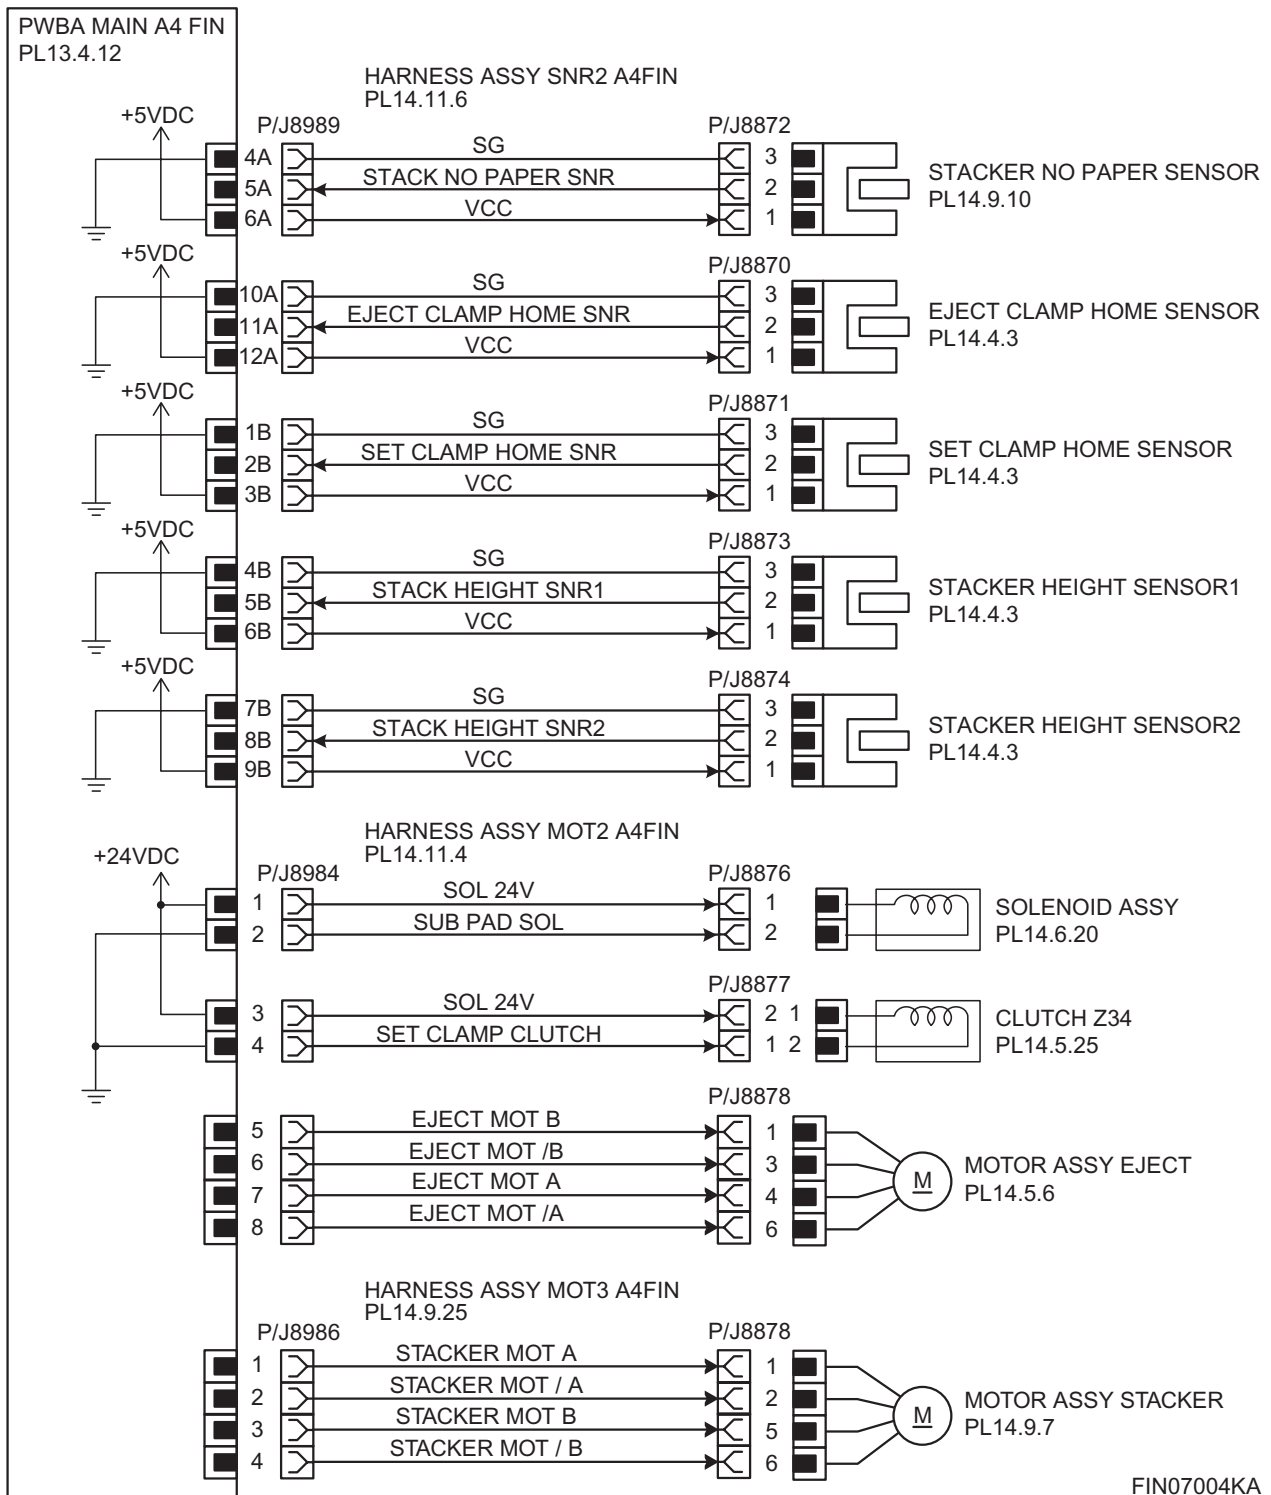 PWBA MAIN A4 FIN
PL13.4.12
HARNESS ASSY SNR2 A4FIN
PL14.11.6
+5VDC
P/J8989
P/J8872
4A
SG
3
5A
STACK NO PAPER SNR
2
6A
VCC
1
STACKER NO PAPER SENSOR
PL14.9.10
+5VDC
P/J8870
10A
SG
3
11A
EJECT CLAMP HOME SNR
2
12A
VCC
1
EJECT CLAMP HOME SENSOR
PL14.4.3
+5VDC
P/J8871
1B
SG
3
2B
SET CLAMP HOME SNR
2
3B
VCC
1
SET CLAMP HOME SENSOR
PL14.4.3
+5VDC
P/J8873
4B
SG
3
5B
STACK HEIGHT SNR1
2
6B
VCC
1
STACKER HEIGHT SENSOR1
PL14.4.3
+5VDC
P/J8874
7B
SG
3
8B
STACK HEIGHT SNR2
2
9B
VCC
1
STACKER HEIGHT SENSOR2
PL14.4.3
HARNESS ASSY MOT2 A4FIN
PL14.11.4
+24VDC
P/J8984
P/J8876
1
SOL 24V
1
2
SUB PAD SOL
2
SOLENOID ASSY
PL14.6.20
P/J8877
3
SOL 24V
2 1
4
SET CLAMP CLUTCH
1 2
CLUTCH Z34
PL14.5.25
P/J8878
5
EJECT MOT B
1
6
EJECT MOT /B
3
7
EJECT MOT A
4
8
EJECT MOT /A
6
M
MOTOR ASSY EJECT
PL14.5.6
HARNESS ASSY MOT3 A4FIN
PL14.9.25
P/J8986
P/J8878
1
STACKER MOT A
1
2
STACKER MOT / A
2
3
STACKER MOT B
5
4
STACKER MOT / B
6
M
MOTOR ASSY STACKER
PL14.9.7
FIN07004KA